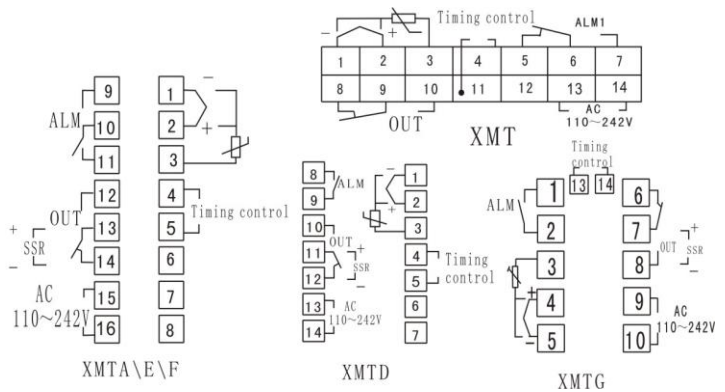 Timing control
ALM1
- +
1 2 3 4 5 6 7
8 9 10 11 12 13 14
OUT
AC
110～242V
XMT
9 1 -
ALM
10 2 +
11 3
12 4
OUT
Timing control
+ 13 5
SSR
- 14 6
AC
110～242V
15 7
16 8
XMTA\E\F
8 1 -
ALM
9 2 +
10 3
OUT
11 4 +
SSR
Timing
control
12 5 -
13 6
AC
110～242V
14 7
XMTD
Timing
control
13 14
1 6
ALM
2 7 +
OUT SSR
3 8 -
4 + 9
AC
110～242V
5 - 10
XMTG